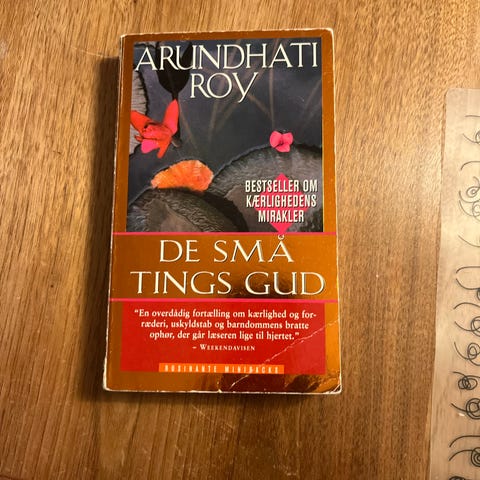 ARUNDHATI
ROY
BESTSELLER OM
KÆRLIGHEDENS
MIRAKLER
DE SMÅ
TINGS GUD
"En overdådig fortælling om kærlighed og for-
ræderi, uskyldstab og barndommens bratte
ophør, der går læseren lige til hjertet."
– WEEKENDAVISEN
ROSINANTE MINIBACKS